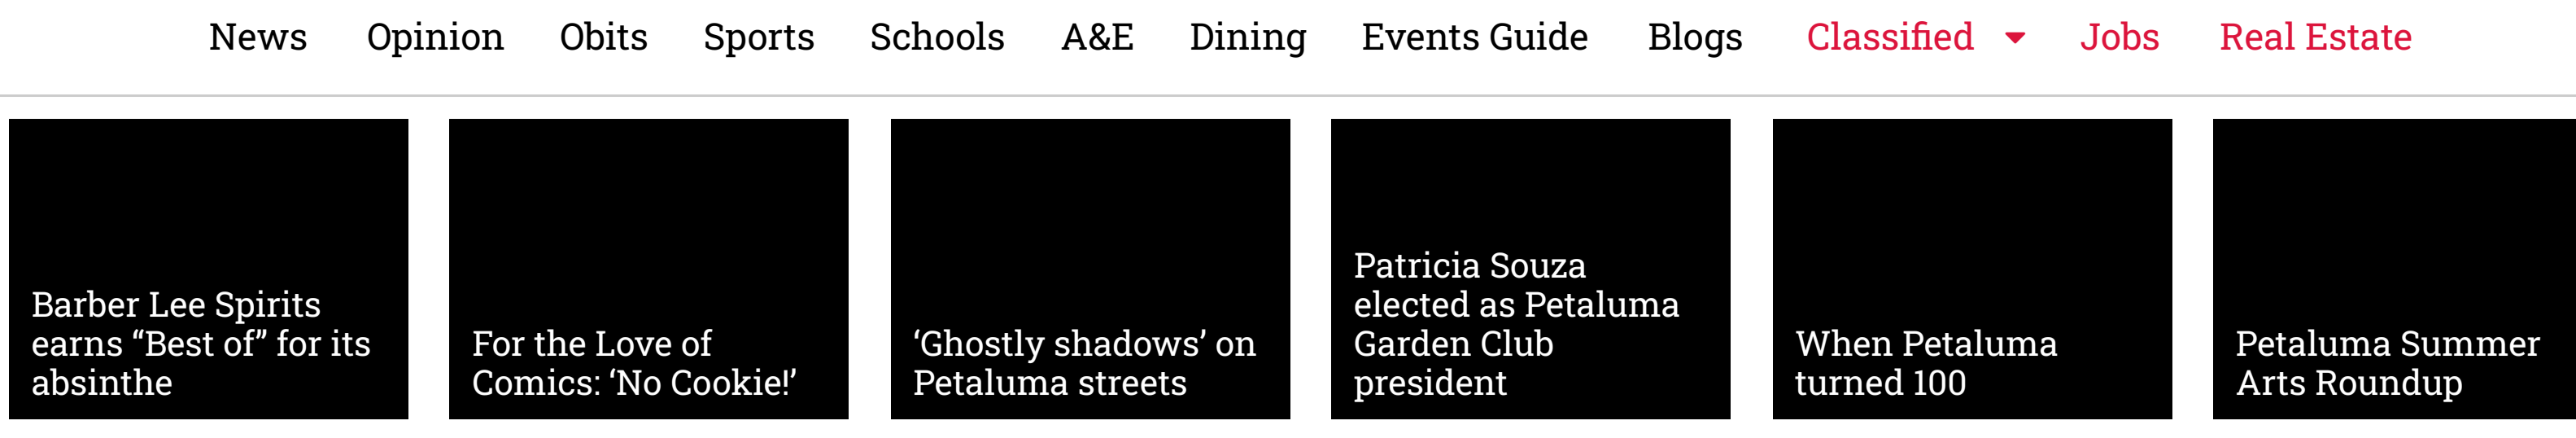 News Opinion Obits Sports Schools A&E Dining Events Guide Blogs Classified Jobs Real Estate
Barber Lee Spirits
earns “Best of” for its
absinthe
For the Love of
Comics: ‘No Cookie!’
‘Ghostly shadows’ on
Petaluma streets
Patricia Souza
elected as Petaluma
Garden Club
president
When Petaluma
turned 100
Petaluma Summer
Arts Roundup